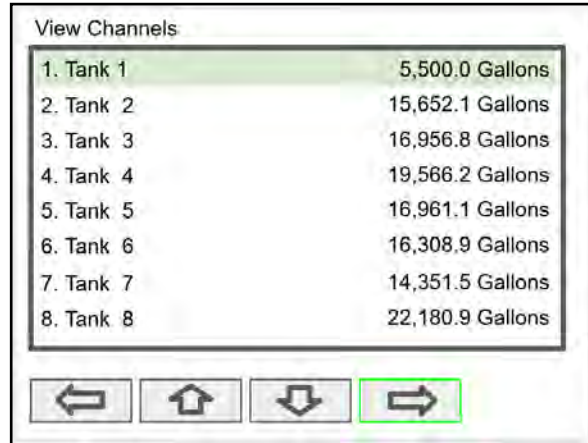 View Channels
1. Tank 1 5,500.0 Gallons
2. Tank 2 15,652.1 Gallons
3. Tank 3 16,956.8 Gallons
4. Tank 4 19,566.2 Gallons
5. Tank 5 16,961.1 Gallons
6. Tank 6 16,308.9 Gallons
7. Tank 7 14,351.5 Gallons
8. Tank 8 22,180.9 Gallons